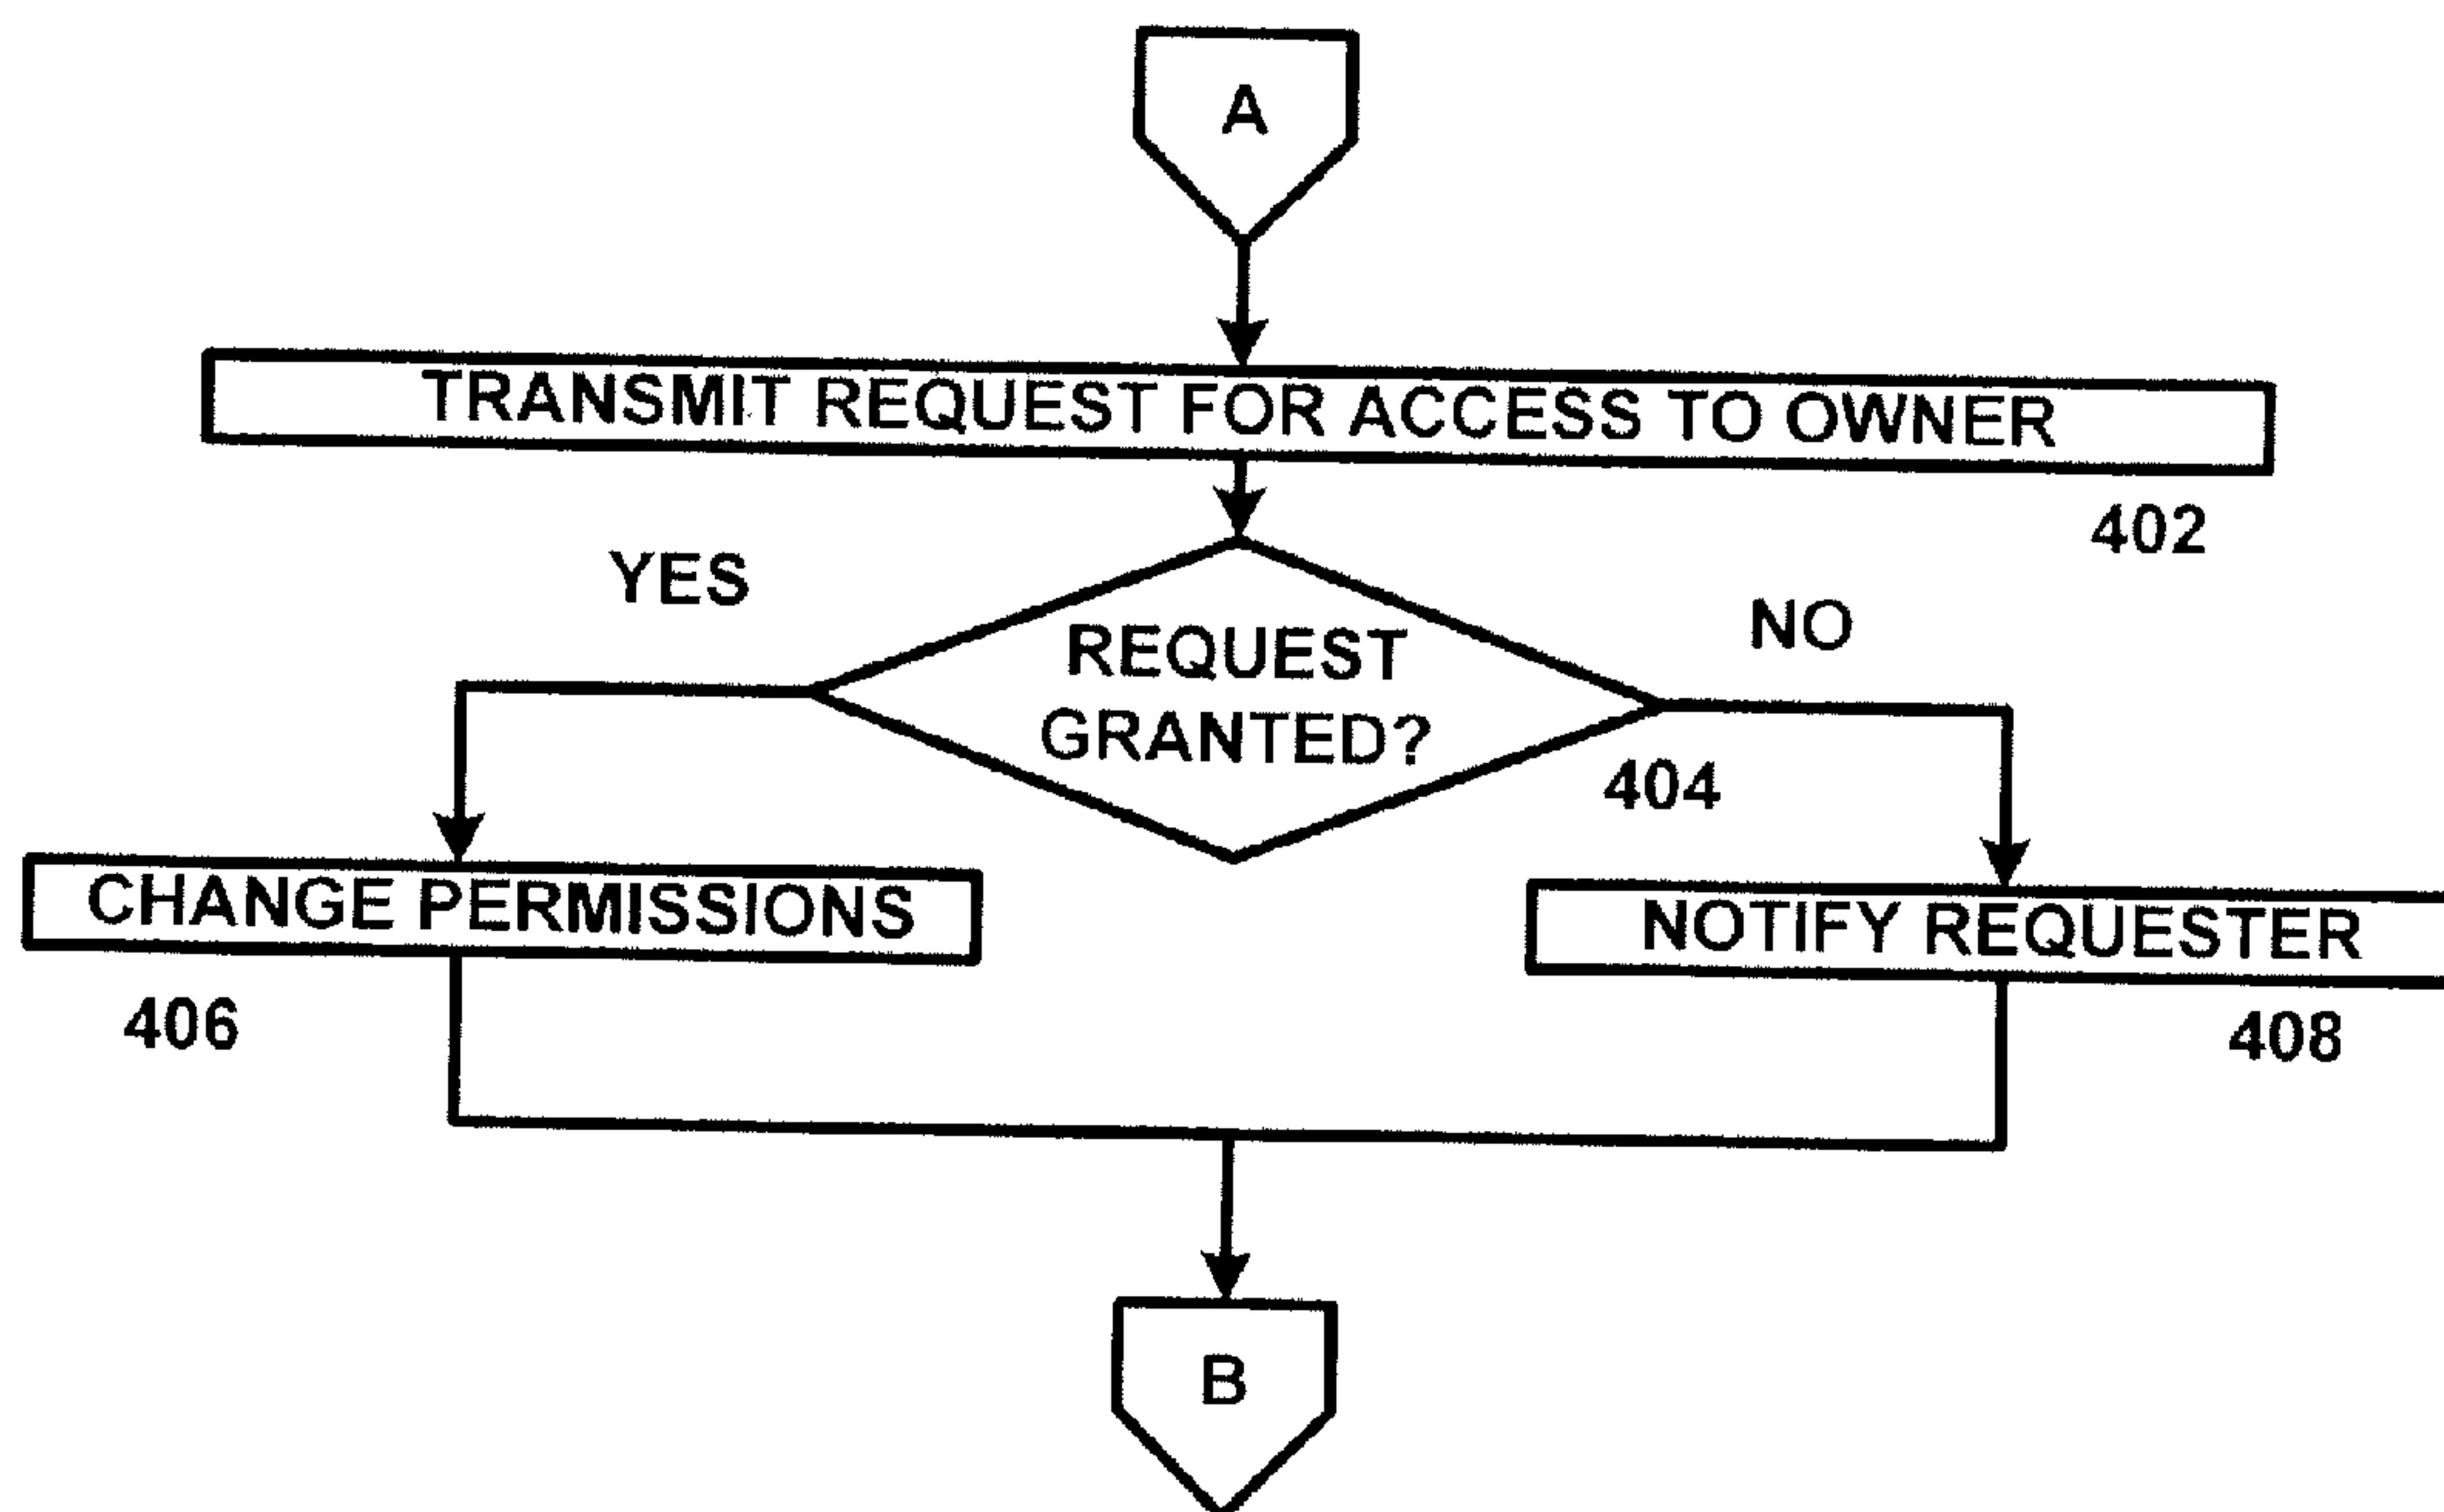 A
TRANSMIT REQUEST FOR ACCESS TO OWNER
402
YES
NO
REQUEST
GRANTED?
404
CHANGE PERMISSIONS
NOTIFY REQUESTER
406
408
B